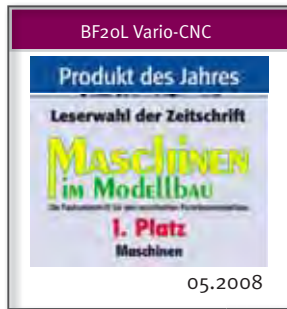 BF20L Vario-CNC
Produkt des Jahres
Leserwahl der Zeitschrift
MASCHINEN
IM MODELLBAU
1. Platz
Maschinen
05.2008